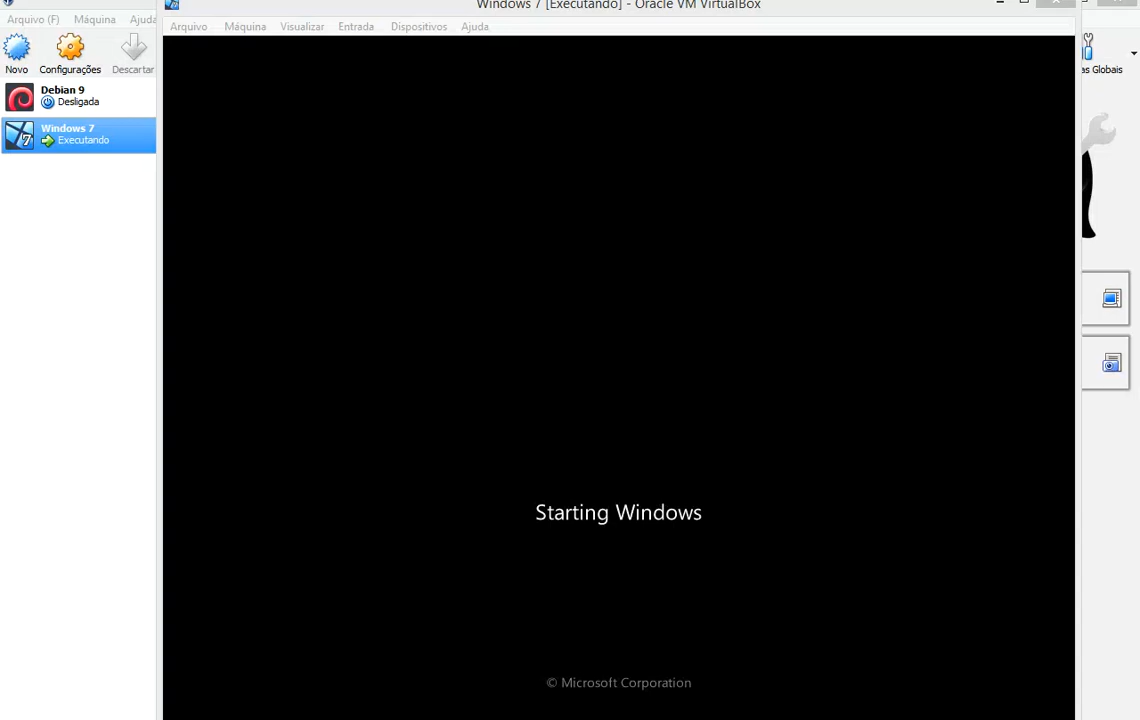 Windows 7 [Executando] - Oracle VM VirtualBox
Arquivo (F) Máquina Ajuda
Arquivo Máquina Visualizar Entrada Dispositivos Ajuda
Novo Configurações Descartar
as Globais
Debian 9
Desligada
Windows 7
Executando
Starting Windows
© Microsoft Corporation